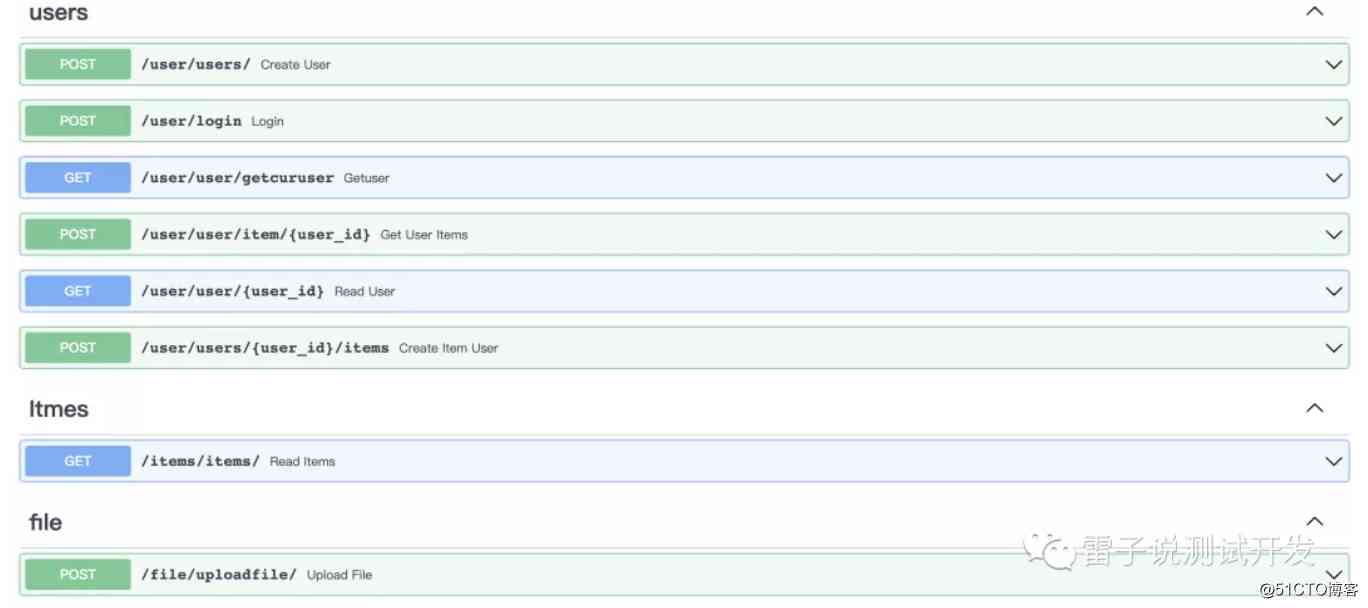 users
POST /user/users/ Create User
POST /user/login Login
GET /user/user/getcuruser Getuser
POST /user/user/item/{user_id} Get User Items
GET /user/user/{user_id} Read User
POST /user/users/{user_id}/items Create Item User
Itmes
GET /items/items/ Read Items
file
雷子说测试开发
POST /file/uploadfile/ Upload File
@51CTO博客